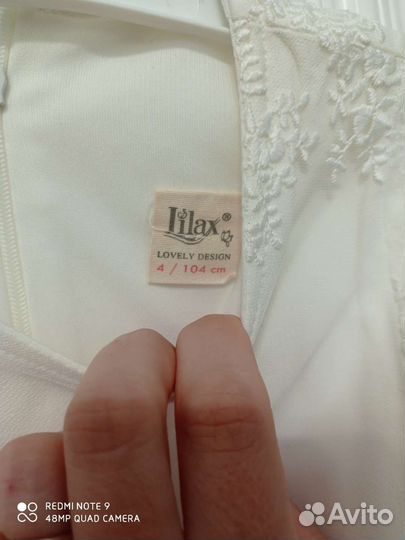 lilax®
LOVELY DESIGN
4 / 104 cm
REDMI NOTE 9
48MP QUAD CAMERA
Avito